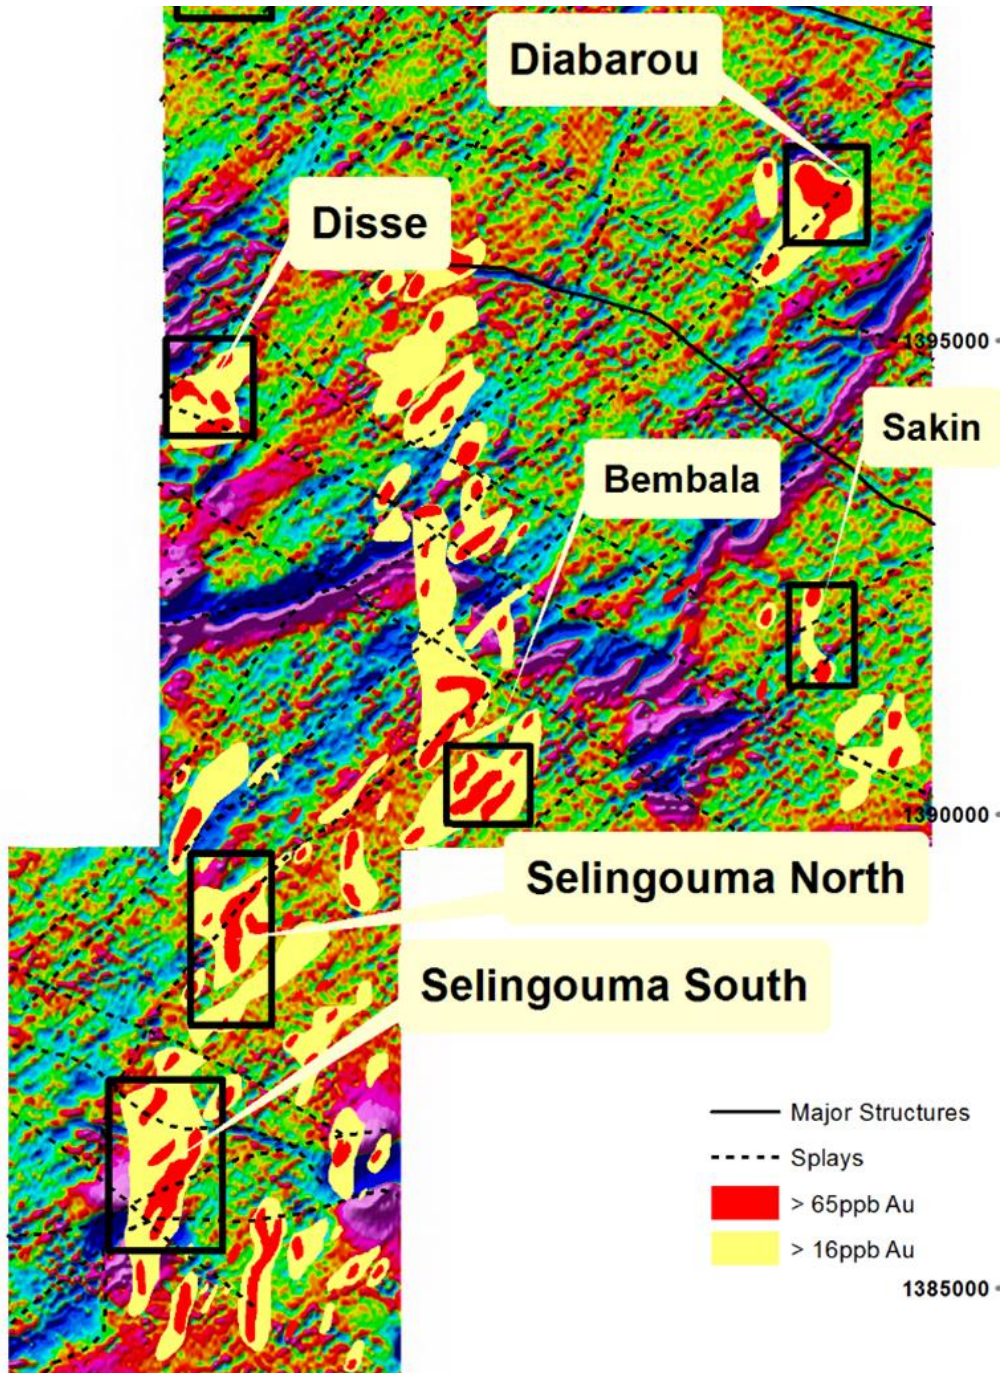 Diabarou
Disse
1395000
Sakin
Bembala
1390000
Selingouma North
Selingouma South
Major Structures
Splays
> 65ppb Au
> 16ppb Au
1385000